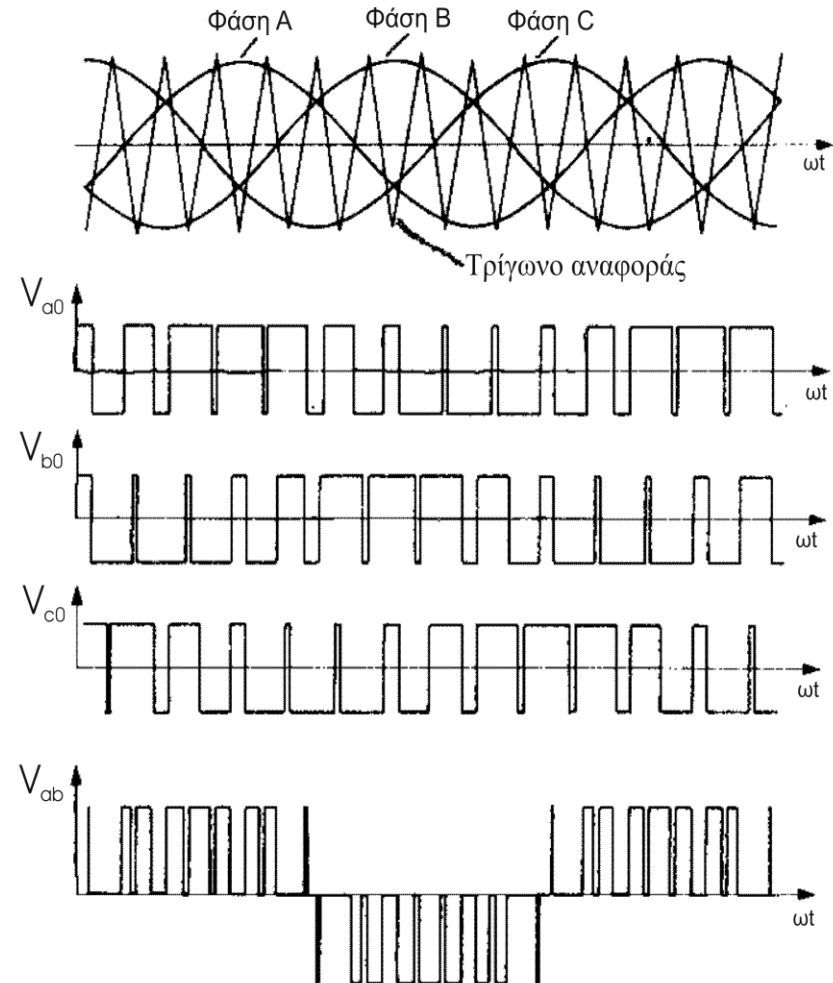 Φάση Α Φάση Β Φάση C
ωt
Τρίγωνο αναφοράς
Va0
ωt
Vb0
ωt
Vc0
ωt
Vab
ωt